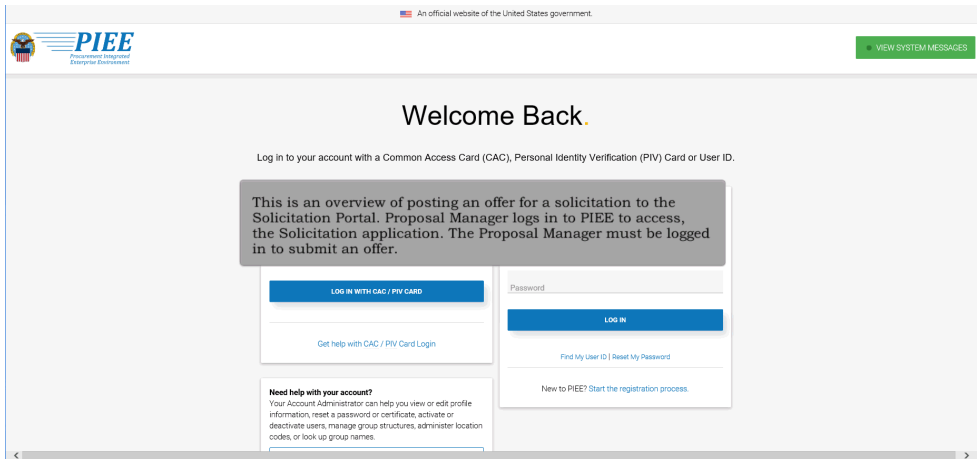 An official website of the United States government.
PIEE
Procurement Integrated
Enterprise Environment
VIEW SYSTEM MESSAGES
Welcome Back.
Log in to your account with a Common Access Card (CAC), Personal Identity Verification (PIV) Card or User ID.
This is an overview of posting an offer for a solicitation to the
Solicitation Portal. Proposal Manager logs in to PIEE to access,
the Solicitation application. The Proposal Manager must be logged
in to submit an offer.
LOG IN WITH CAC / PIV CARD
Get help with CAC / PIV Card Login
Password
LOG IN
Find My User ID | Reset My Password
New to PIEE? Start the registration process.
Need help with your account?
Your Account Administrator can help you view or edit profile
information, reset a password or certificate, activate or
deactivate users, manage group structures, administer location
codes, or look up group names.